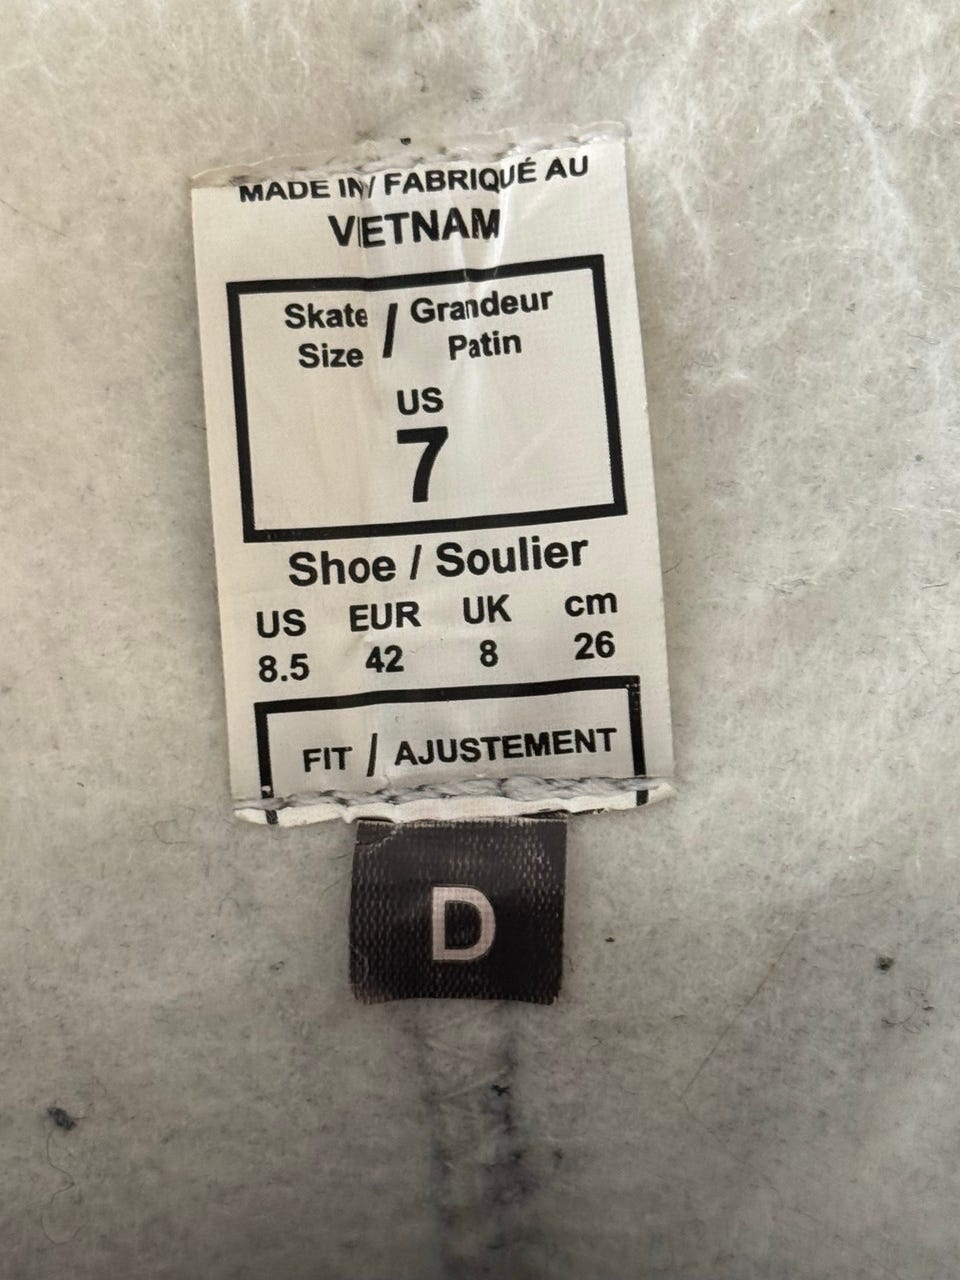 MADE IN / FABRIQUÉ AU
VIETNAM
Skate / Grandeur
Size Patin
US
7
Shoe / Soulier
US EUR UK cm
8.5 42 8 26
FIT / AJUSTEMENT
D